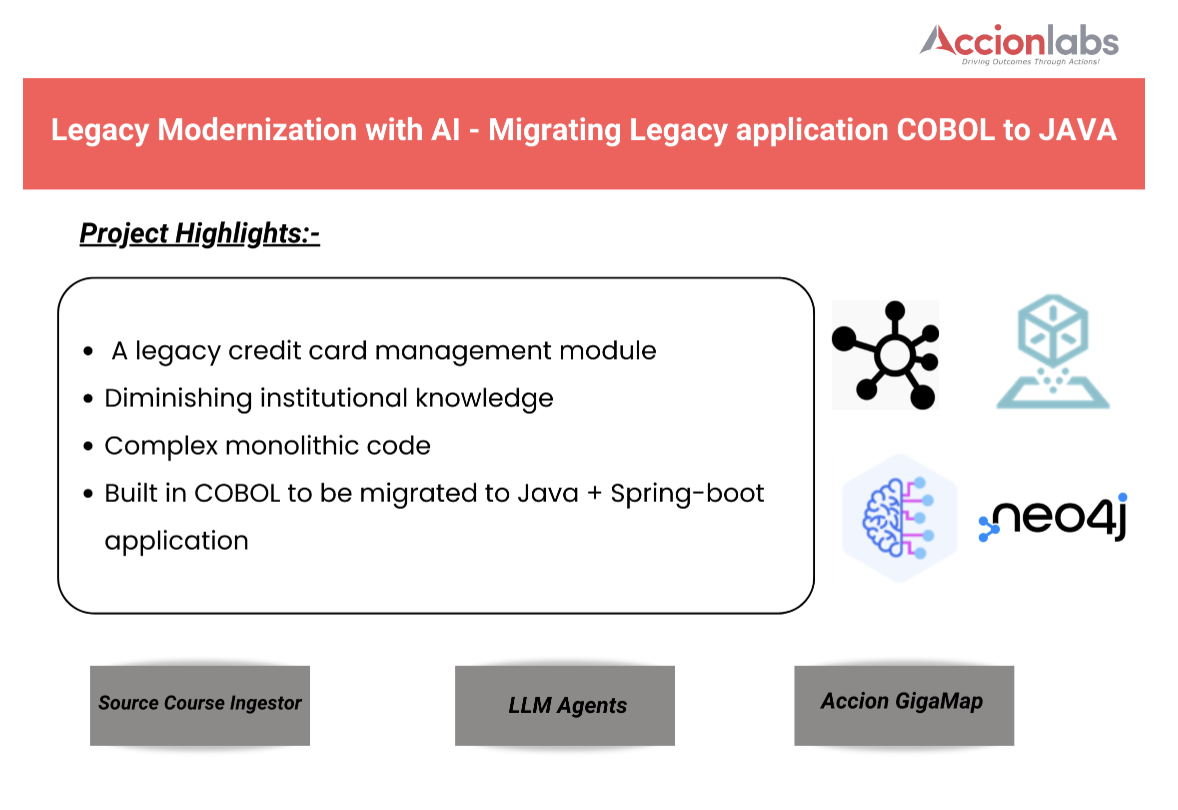 Accionlabs
Driving Outcomes Through Actions!
Legacy Modernization with AI - Migrating Legacy application COBOL to JAVA
Project Highlights:-
• A legacy credit card management module
• Diminishing institutional knowledge
• Complex monolithic code
• Built in COBOL to be migrated to Java + Spring-boot
application
neo4j
Source Course Ingestor
LLM Agents
Accion GigaMap